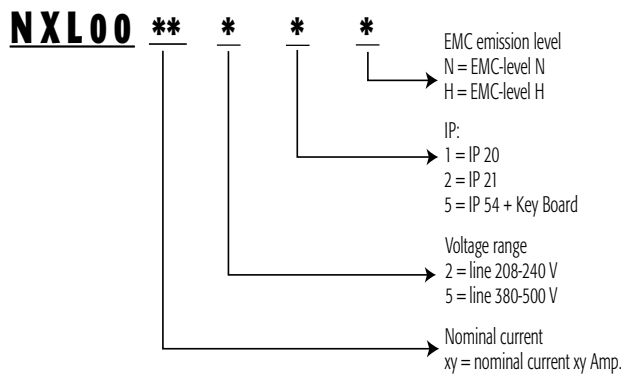 NXL00 ** * * *
EMC emission level
N = EMC-level N
H = EMC-level H
IP:
1 = IP 20
2 = IP 21
5 = IP 54 + Key Board
Voltage range
2 = line 208-240 V
5 = line 380-500 V
Nominal current
xy = nominal current xy Amp.